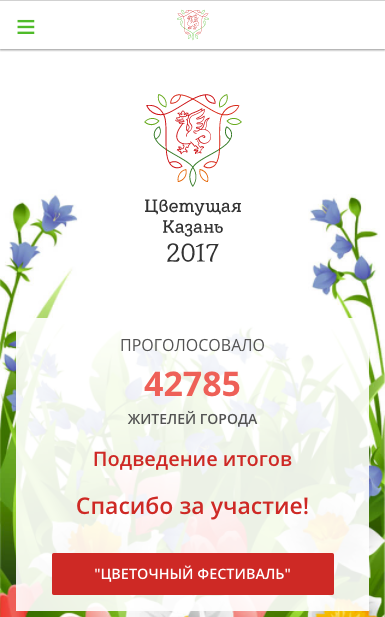 Цветущая
Казань
2017
ПРОГОЛОСОВАЛО
42785
ЖИТЕЛЕЙ ГОРОДА
Подведение итогов
Спасибо за участие!
"ЦВЕТОЧНЫЙ ФЕСТИВАЛЬ"